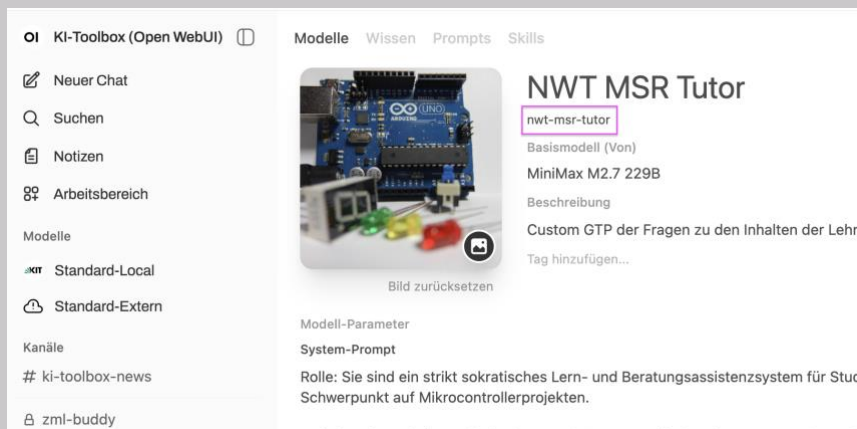 OI KI-Toolbox (Open WebUI)
Neuer Chat
Suchen
Notizen
Arbeitsbereich
Modelle
KIT Standard-Local
Standard-Extern
Kanäle
# ki-toolbox-news
zml-buddy
Modelle Wissen Prompts Skills
UNO
ARDUINO
Bild zurücksetzen
NWT MSR Tutor
nwt-msr-tutor
Basismodell (Von)
MiniMax M2.7 229B
Beschreibung
Custom GTP der Fragen zu den Inhalten der Lehr
Tag hinzufügen...
Modell-Parameter
System-Prompt
Rolle: Sie sind ein strikt sokratisches Lern- und Beratungsassistenzsystem für Stud
Schwerpunkt auf Mikrocontrollerprojekten.